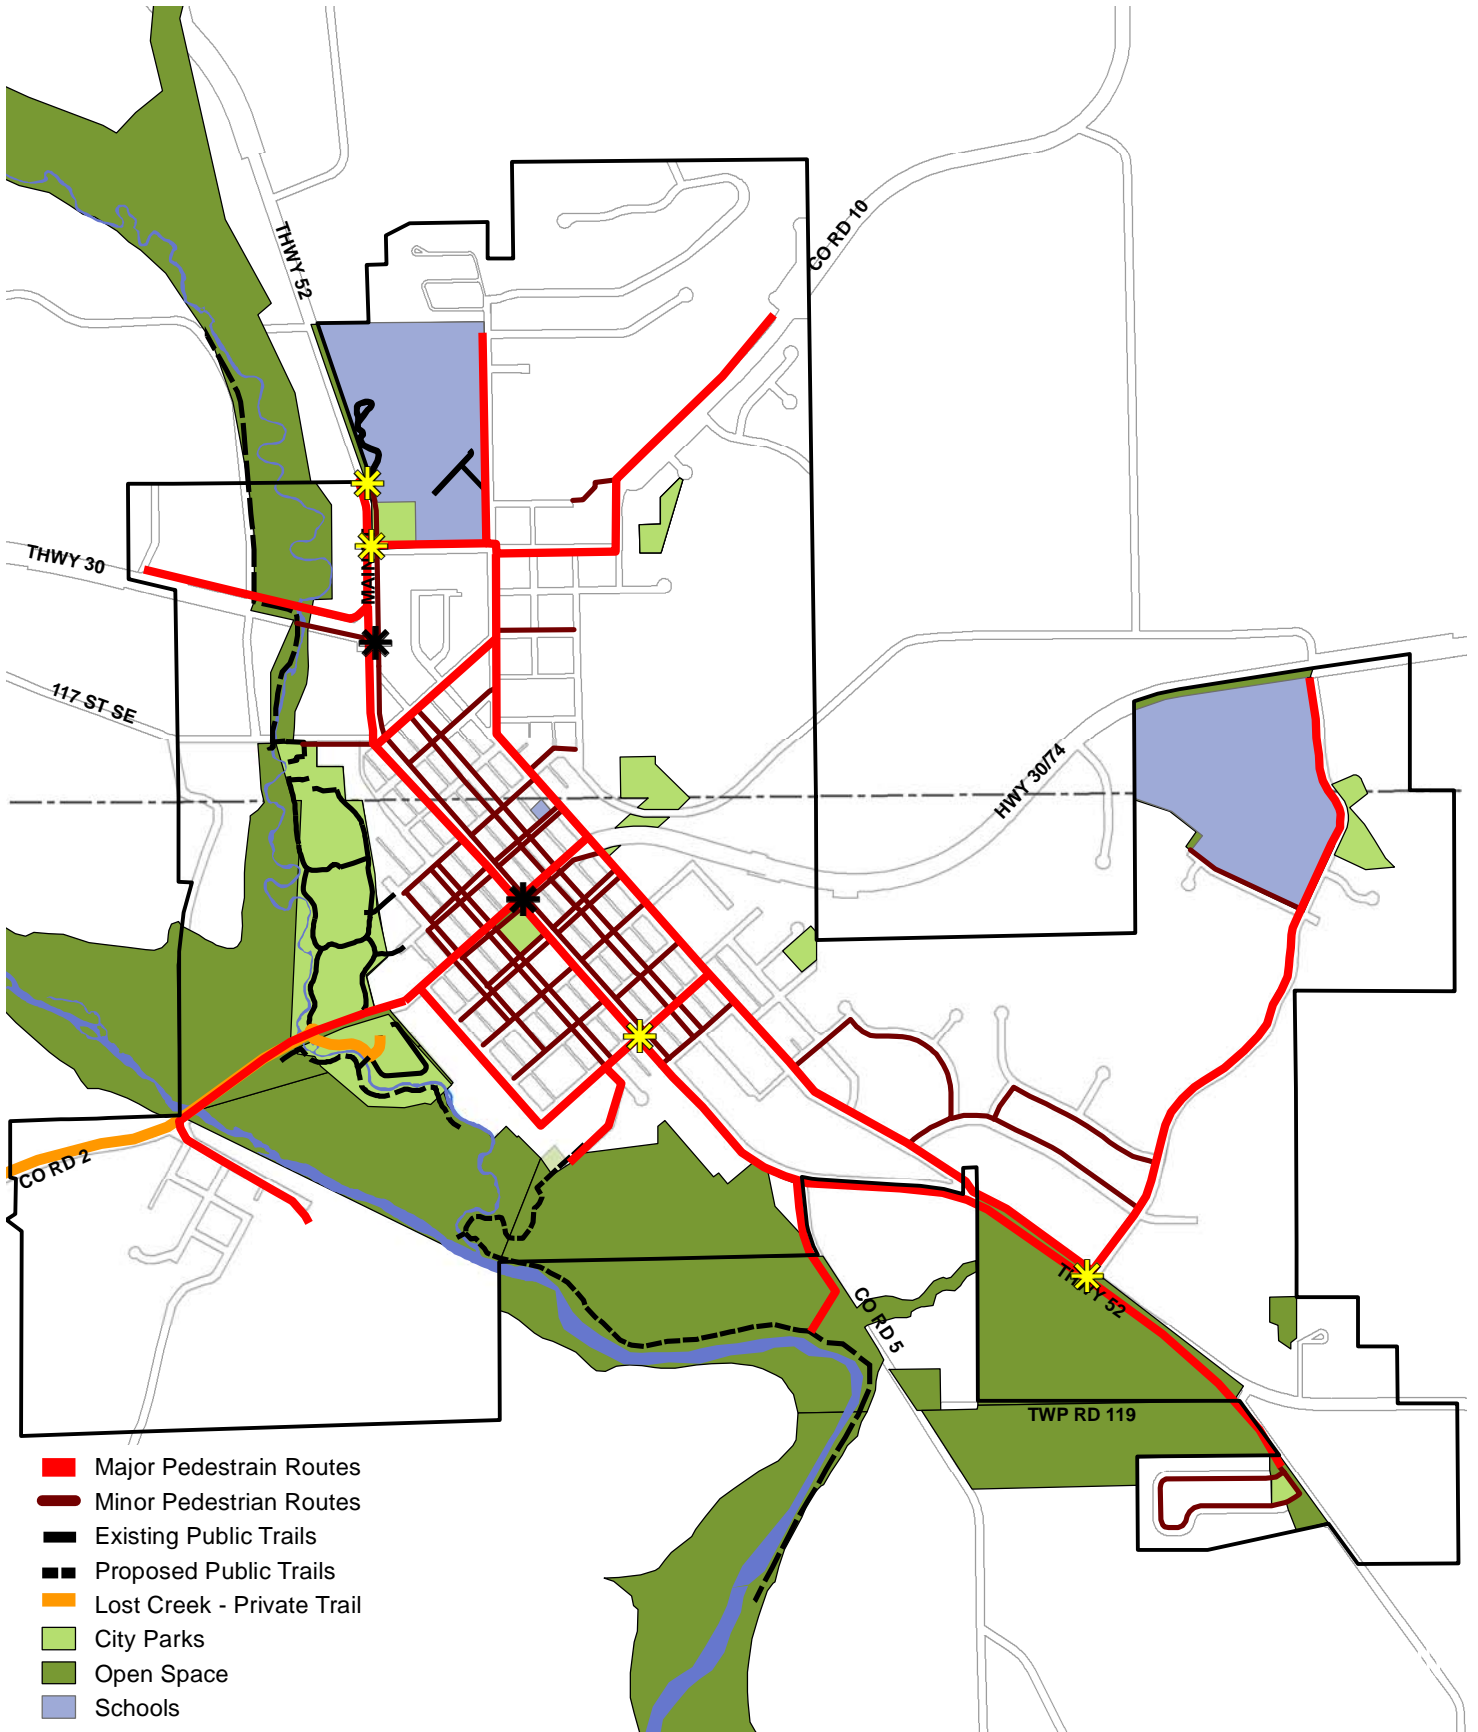 THWY 52
CO RD 10
THWY 30
MAIN
117 ST SE
HWY 30/74
CO RD 2
CO RD 5
THWY 52
TWP RD 119
Major Pedestrain Routes
Minor Pedestrian Routes
Existing Public Trails
Proposed Public Trails
Lost Creek - Private Trail
City Parks
Open Space
Schools